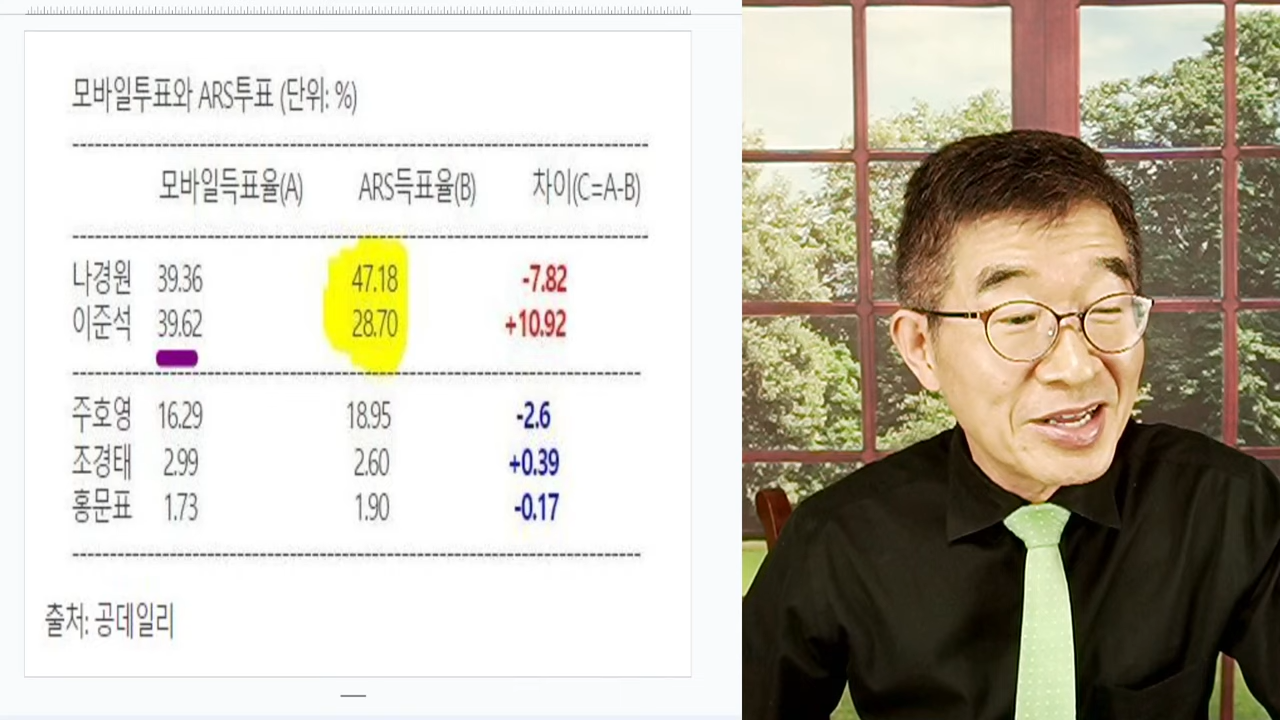 모바일투표와 ARS투표 (단위: %)
모바일득표율(A) ARS득표율(B) 차이(C=A-B)
나경원 39.36 47.18 -7.82
이준석 39.62 28.70 +10.92
주호영 16.29 18.95 -2.6
조경태 2.99 2.60 +0.39
홍문표 1.73 1.90 -0.17
출처: 공데일리